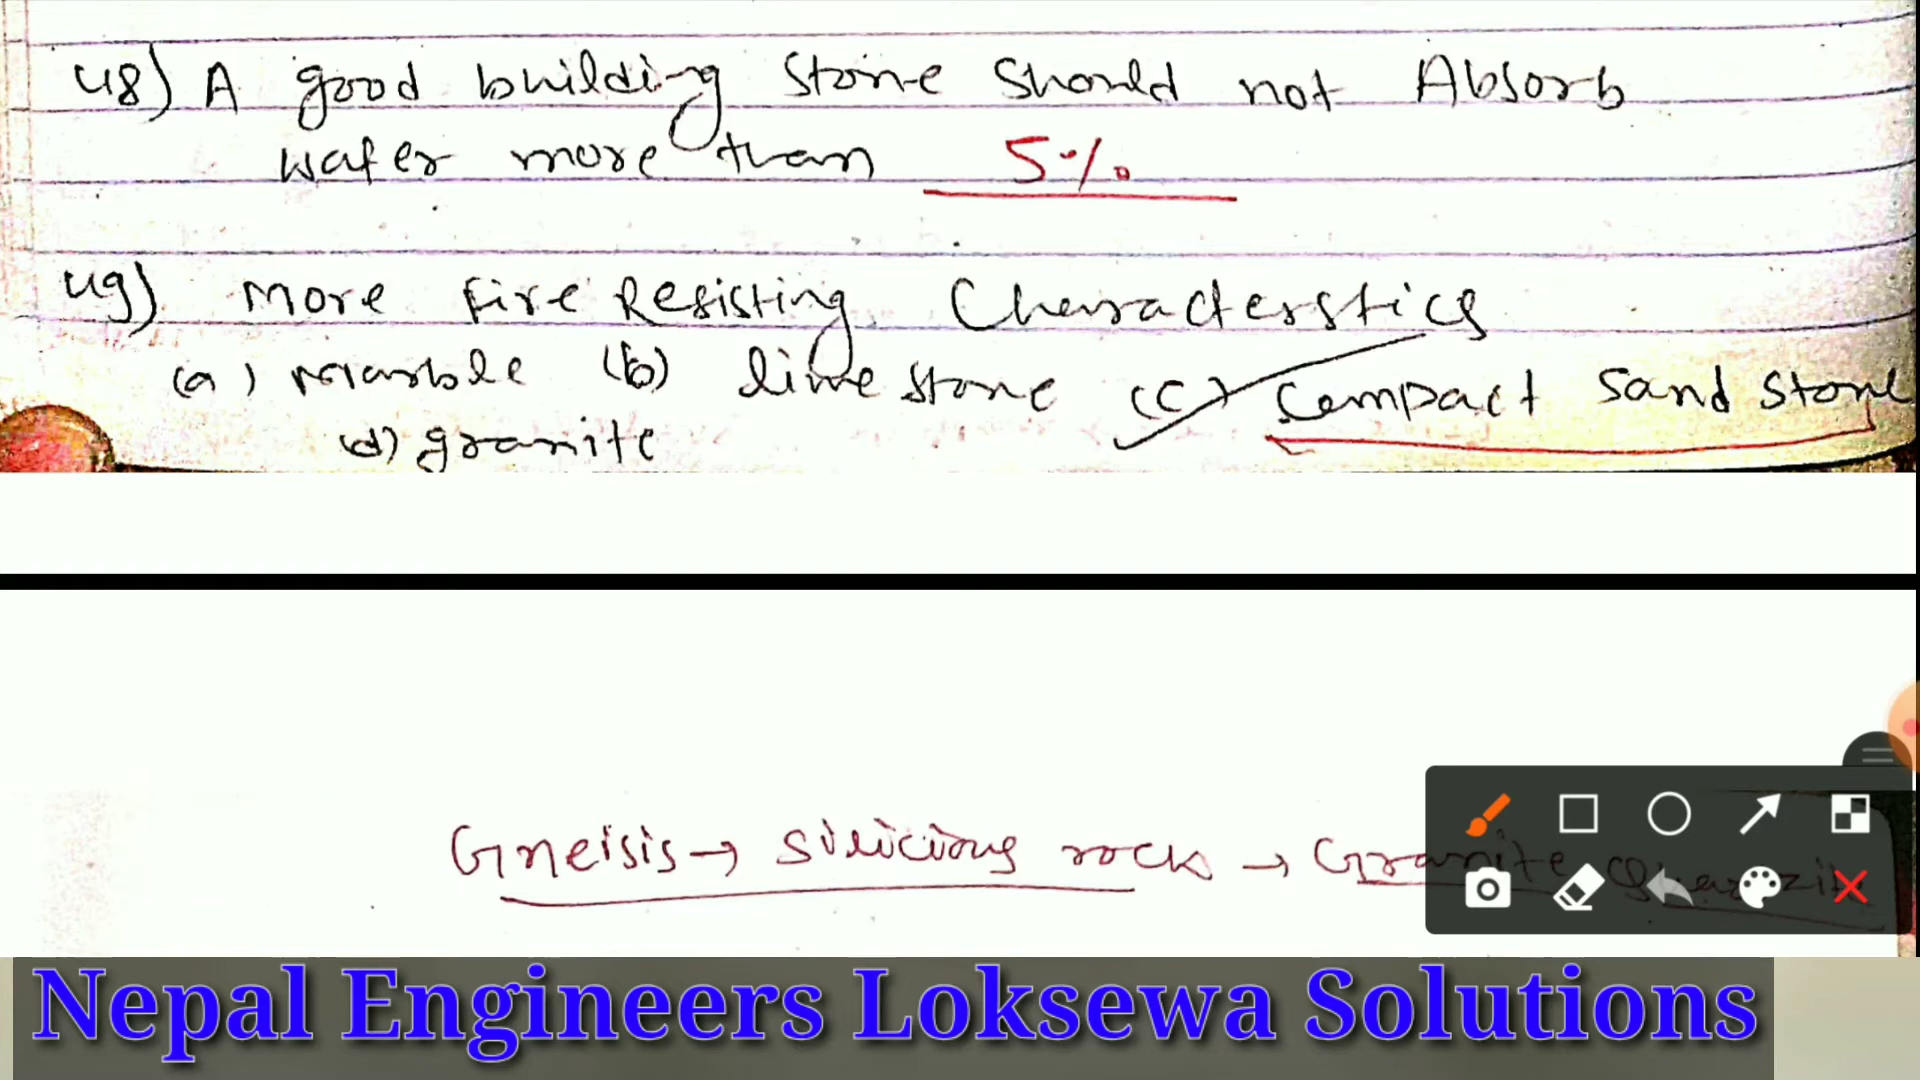 48) A good building stone should not Absorb
water more than 5%
49) More Fire Resisting Characterstics
(a) Marble (b) lime stone (c) Compact Sand Stone
(d) granite
Gneisis → Silicious rock → Granite
Nepal Engineers Loksewa Solutions